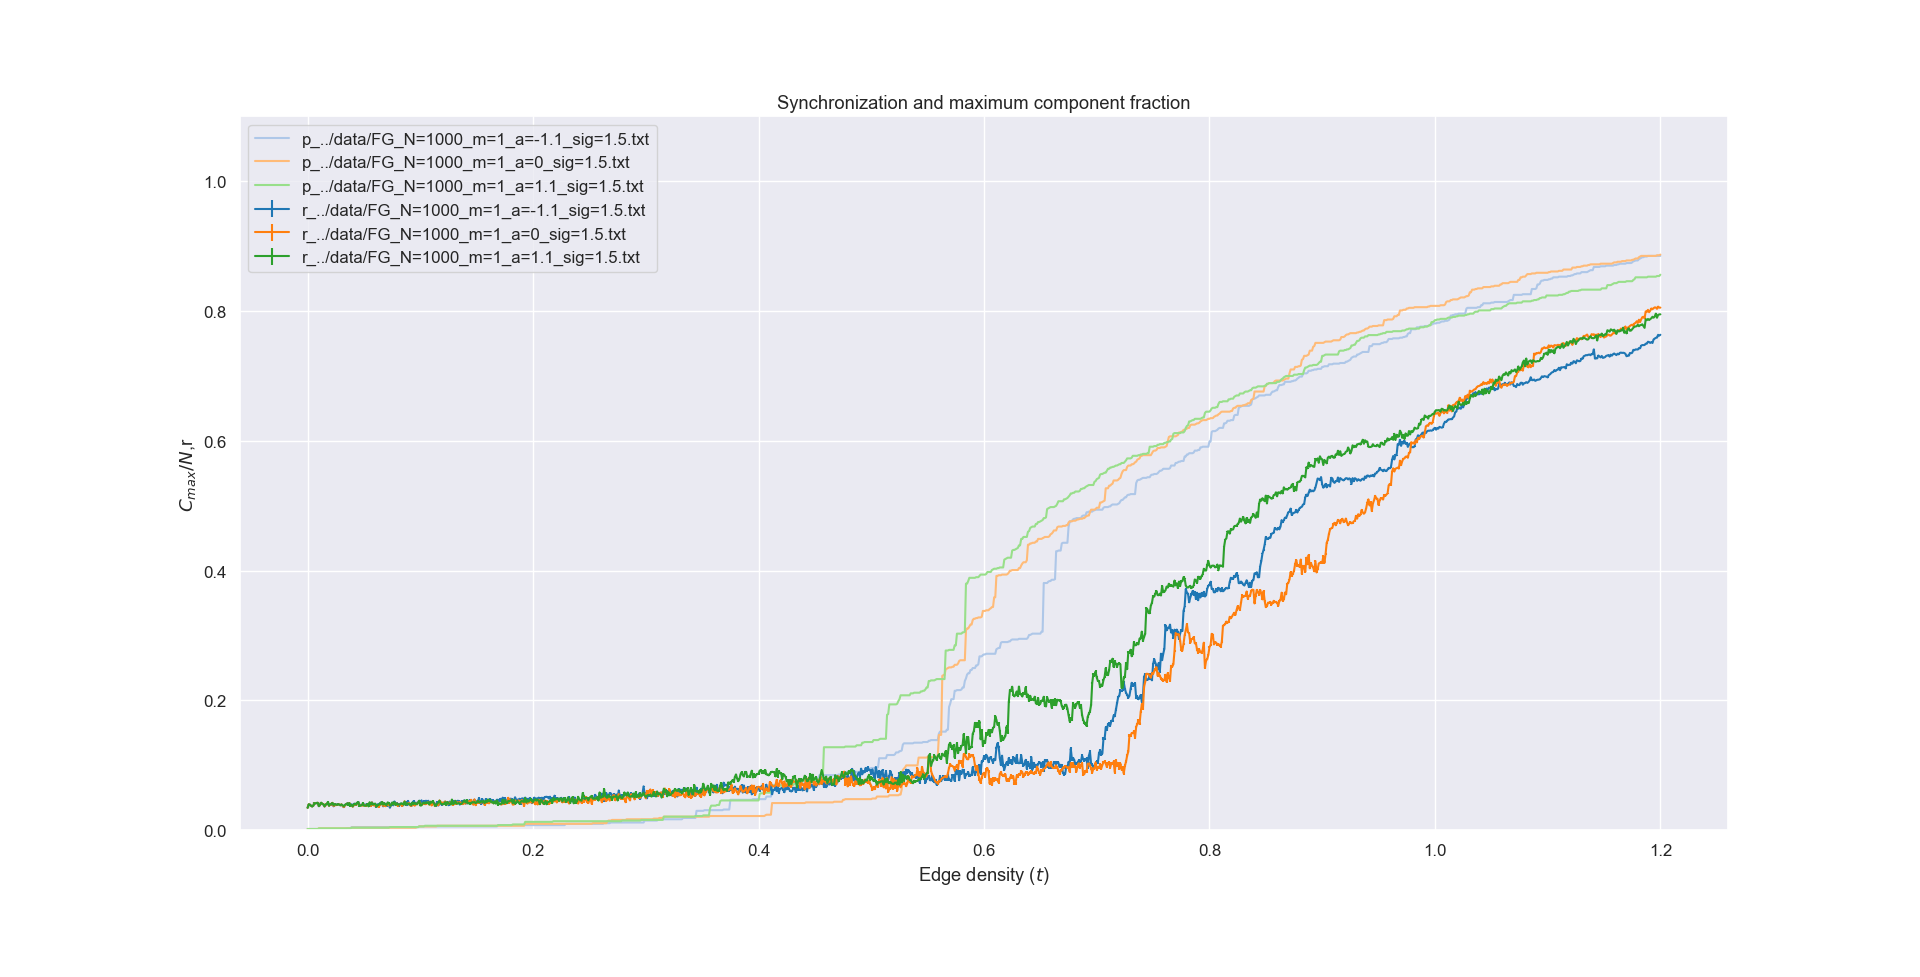 Synchronization and maximum component fraction
p_../data/FG_N=1000_m=1_a=-1.1_sig=1.5.txt
p_../data/FG_N=1000_m=1_a=0_sig=1.5.txt
p_../data/FG_N=1000_m=1_a=1.1_sig=1.5.txt
r_../data/FG_N=1000_m=1_a=-1.1_sig=1.5.txt
r_../data/FG_N=1000_m=1_a=0_sig=1.5.txt
r_../data/FG_N=1000_m=1_a=1.1_sig=1.5.txt
1.0
0.8
0.6
0.4
0.2
0.0
C_{max}/N,r
0.0 0.2 0.4 0.6 0.8 1.0 1.2
Edge density (t)